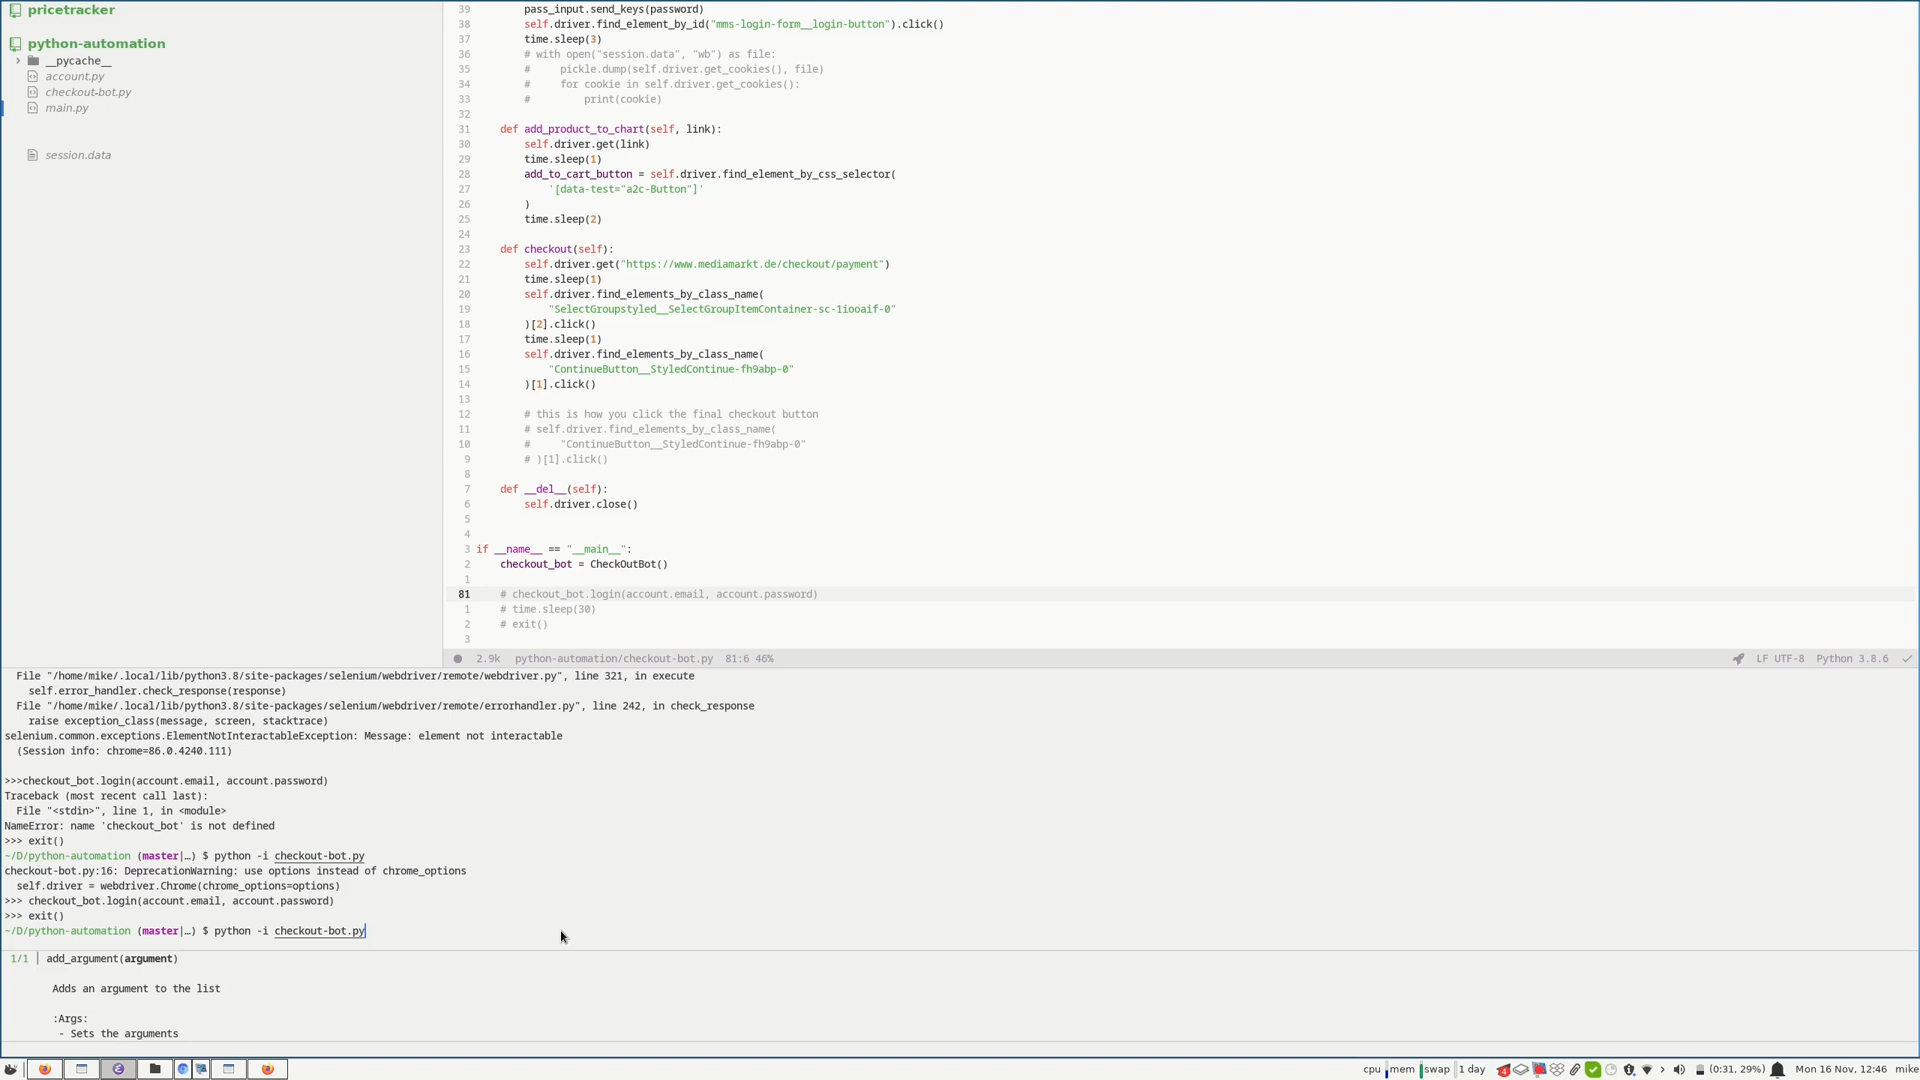 pricetracker
python-automation
__pycache__
account.py
checkout-bot.py
main.py
session.data
39 pass_input.send_keys(password)
38 self.driver.find_element_by_id("mms-login-form__login-button").click()
37 time.sleep(3)
36 # with open("session.data", "wb") as file:
35 #     pickle.dump(self.driver.get_cookies(), file)
34 #     for cookie in self.driver.get_cookies():
33 #         print(cookie)
32
31 def add_product_to_chart(self, link):
30 self.driver.get(link)
29 time.sleep(1)
28 add_to_cart_button = self.driver.find_element_by_css_selector(
27 '[data-test="a2c-Button"]'
26 )
25 time.sleep(2)
24
23 def checkout(self):
22 self.driver.get("https://www.mediamarkt.de/checkout/payment")
21 time.sleep(1)
20 self.driver.find_elements_by_class_name(
19 "SelectGroupstyled__SelectGroupItemContainer-sc-1iooaif-0"
18 )[2].click()
17 time.sleep(1)
16 self.driver.find_elements_by_class_name(
15 "ContinueButton__StyledContinue-fh9abp-0"
14 )[1].click()
13
12 # this is how you click the final checkout button
11 # self.driver.find_elements_by_class_name(
10 #     "ContinueButton__StyledContinue-fh9abp-0"
9 # )[1].click()
8
7 def __del__(self):
6 self.driver.close()
5
4
3 if __name__ == "__main__":
2 checkout_bot = CheckOutBot()
1
81 # checkout_bot.login(account.email, account.password)
1 # time.sleep(30)
2 # exit()
3
2.9k python-automation/checkout-bot.py 81:6 46% LF UTF-8 Python 3.8.6
File "/home/mike/.local/lib/python3.8/site-packages/selenium/webdriver/remote/webdriver.py", line 321, in execute
self.error_handler.check_response(response)
File "/home/mike/.local/lib/python3.8/site-packages/selenium/webdriver/remote/errorhandler.py", line 242, in check_response
raise exception_class(message, screen, stacktrace)
selenium.common.exceptions.ElementNotInteractableException: Message: element not interactable
(Session info: chrome=86.0.4240.111)
>>>checkout_bot.login(account.email, account.password)
Traceback (most recent call last):
File "<stdin>", line 1, in <module>
NameError: name 'checkout_bot' is not defined
>>> exit()
~/D/python-automation (master|…) $ python -i checkout-bot.py
checkout-bot.py:16: DeprecationWarning: use options instead of chrome_options
self.driver = webdriver.Chrome(chrome_options=options)
>>> checkout_bot.login(account.email, account.password)
>>> exit()
~/D/python-automation (master|…) $ python -i checkout-bot.py
1/1 | add_argument(argument)
Adds an argument to the list
:Args:
- Sets the arguments
cpu mem swap 1 day 4 (0:31, 29%) Mon 16 Nov, 12:46 mike